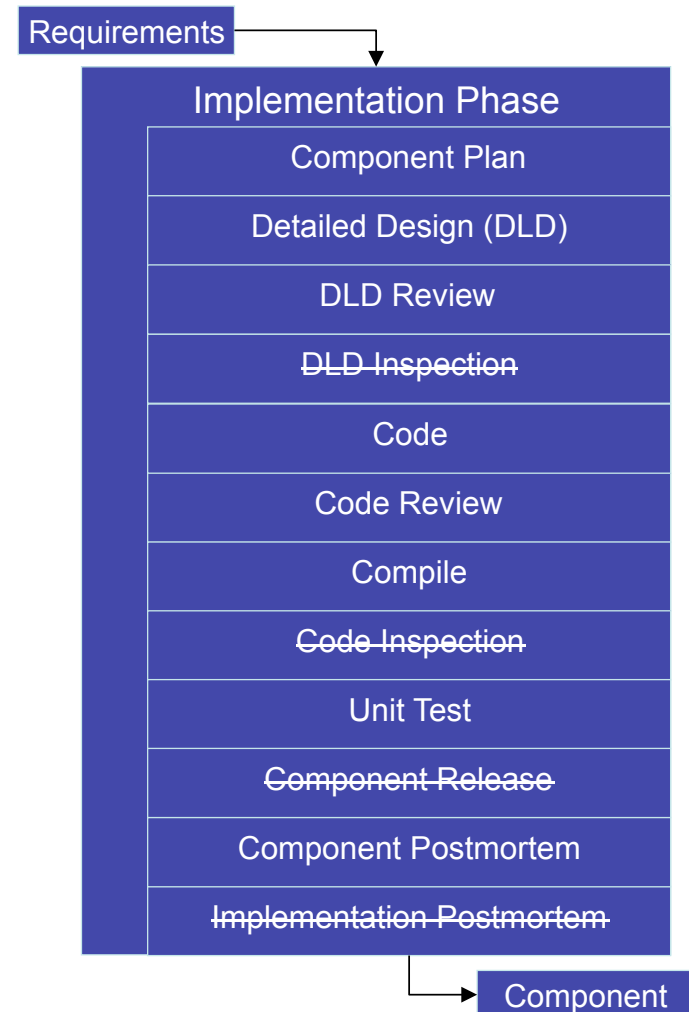 Requirements
Implementation Phase
Component Plan
Detailed Design (DLD)
DLD Review
DLD Inspection
Code
Code Review
Compile
Code Inspection
Unit Test
Component Release
Component Postmortem
Implementation Postmortem
Component